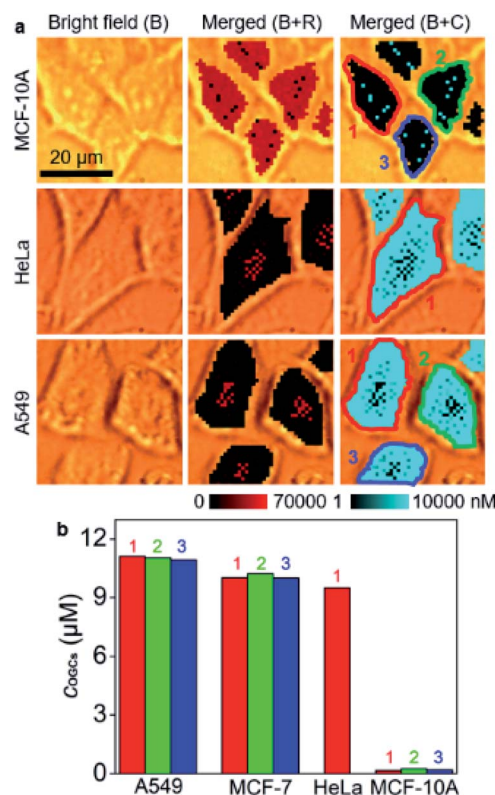 a Bright field (B) Merged (B+R) Merged (B+C)
MCF-10A
20 µm
1
2
3
HeLa
1
A549
1
2
3
0 70000 1 10000 nM
b
12
9
6
3
0
COGCs (µM)
1 2 3
1 2 3
1
1 2 3
A549 MCF-7 HeLa MCF-10A